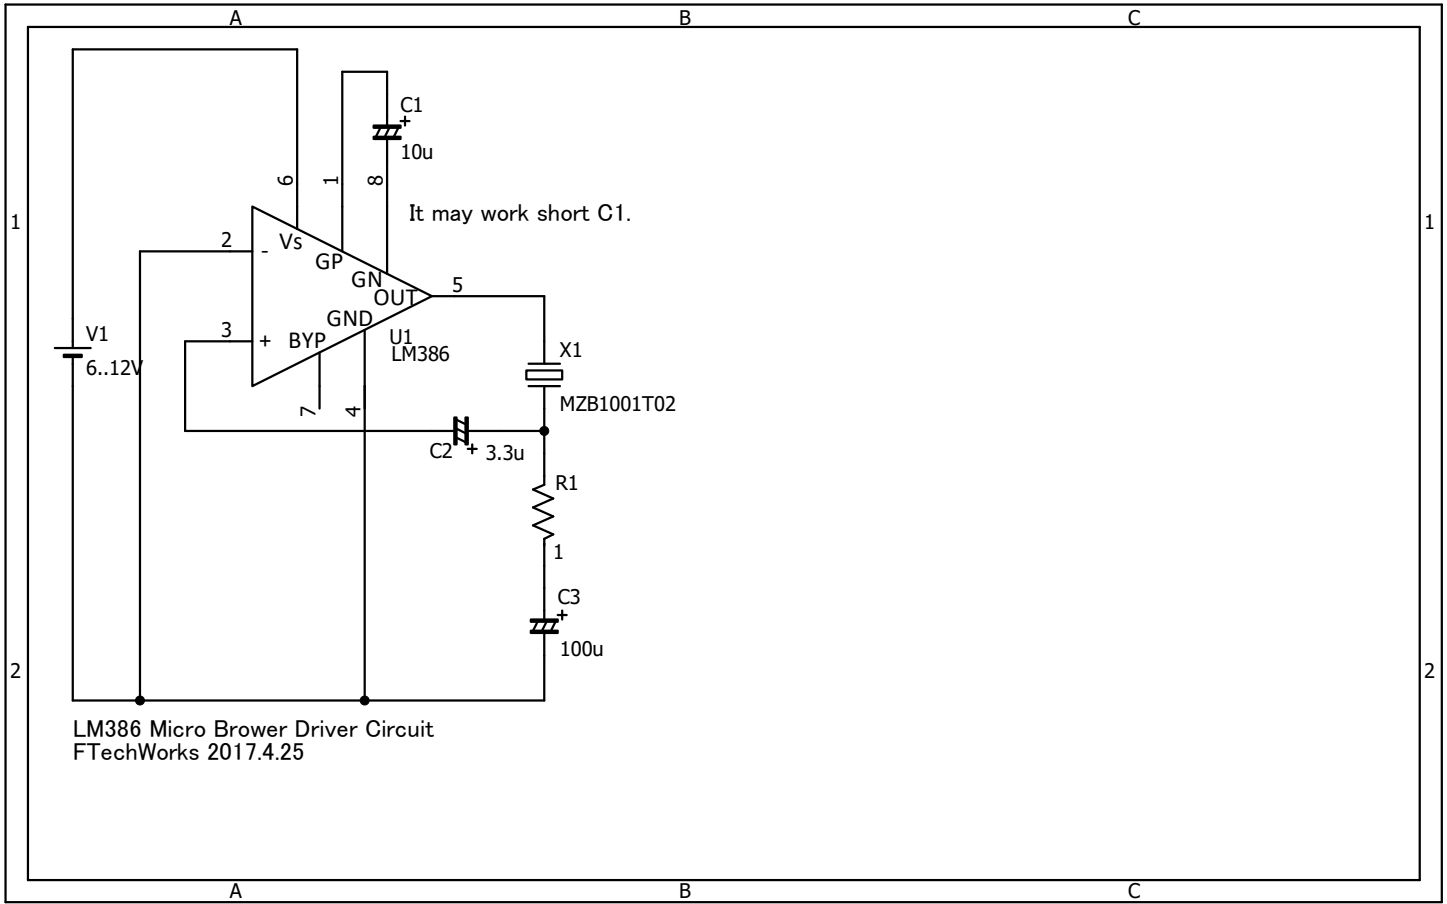 A B C
C1
+
10u
6
1
8
It may work short C1.
1
1
2
-
Vs
GP
GN
OUT
5
GND
3
+
BYP
U1
LM386
V1
6..12V
X1
MZB1001T02
7
4
C2
+
3.3u
R1
1
C3
+
100u
2
2
LM386 Micro Brower Driver Circuit
FTechWorks 2017.4.25
A B C